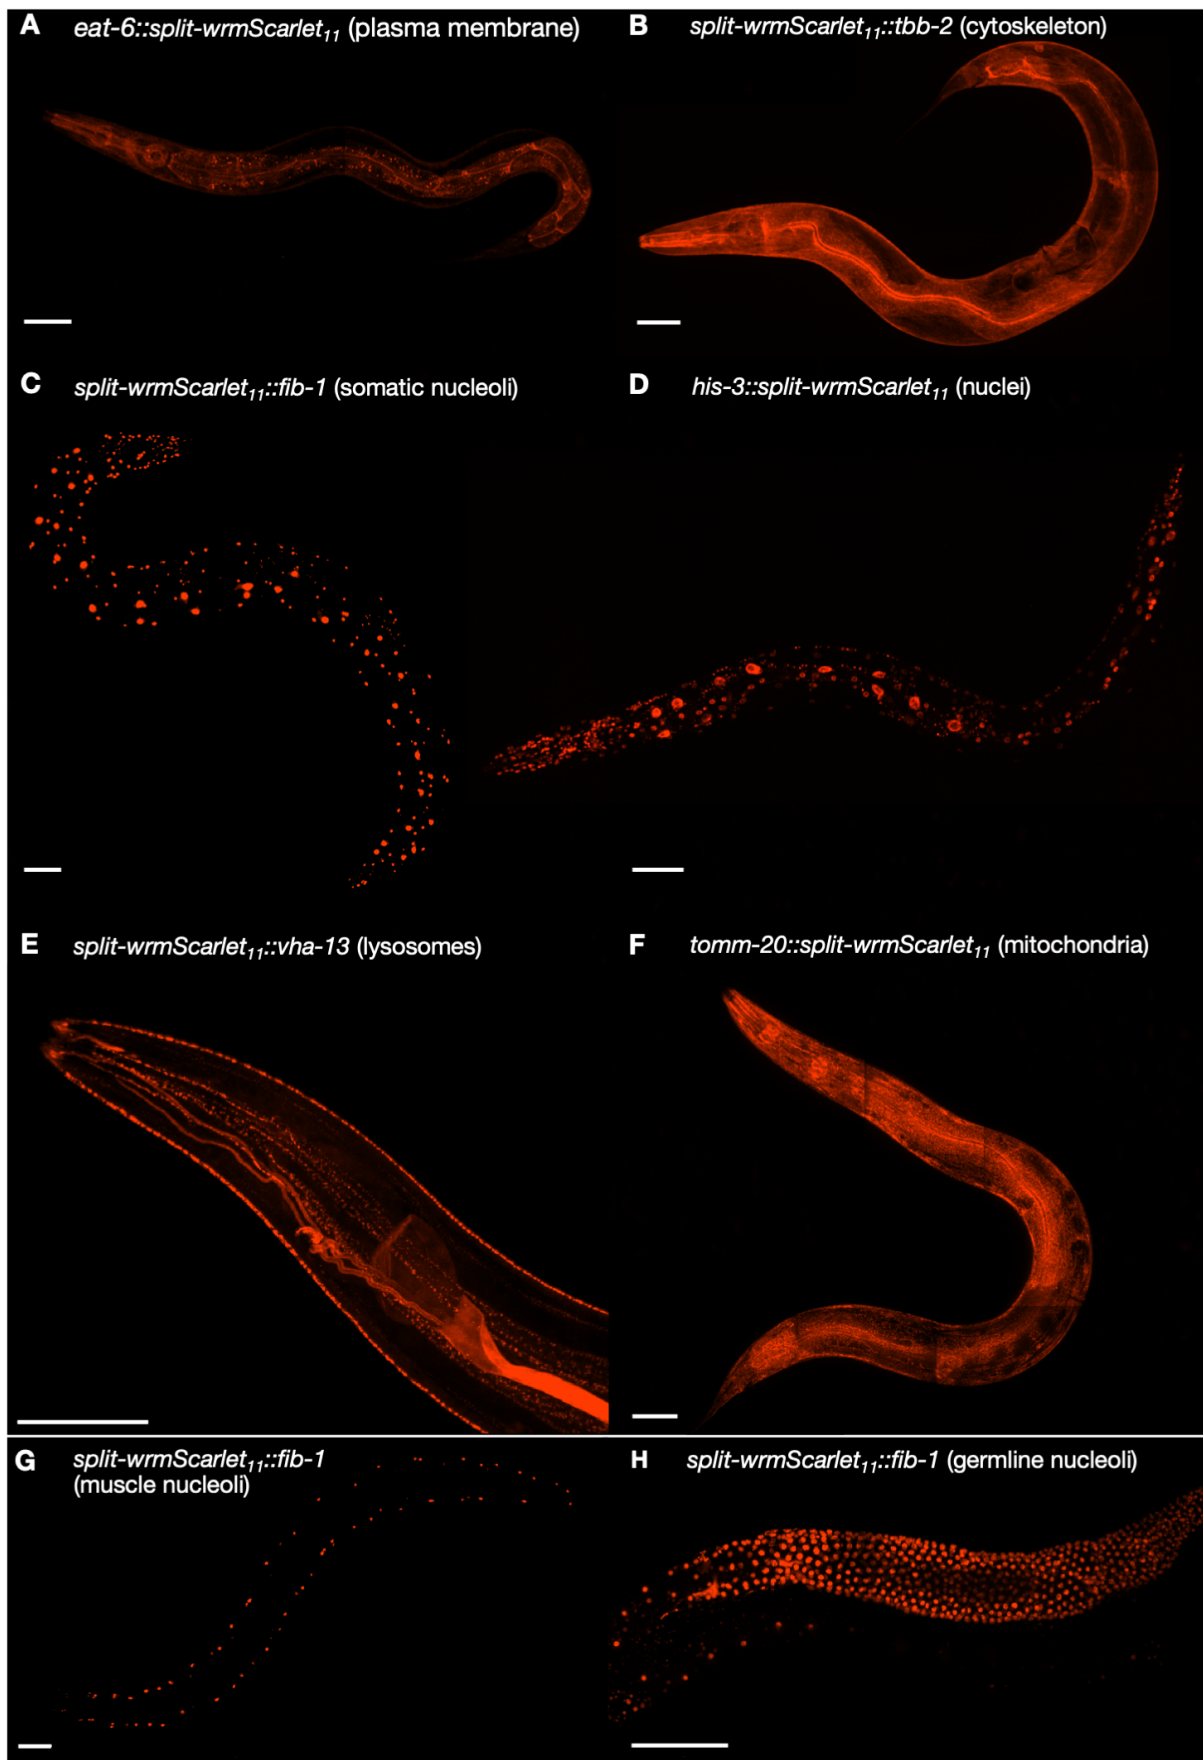 A eat-6::split-wrmScarlet₁₁ (plasma membrane)
B split-wrmScarlet₁₁::tbb-2 (cytoskeleton)
C split-wrmScarlet₁₁::fib-1 (somatic nucleoli)
D his-3::split-wrmScarlet₁₁ (nuclei)
E split-wrmScarlet₁₁::vha-13 (lysosomes)
F tomm-20::split-wrmScarlet₁₁ (mitochondria)
G split-wrmScarlet₁₁::fib-1
(muscle nucleoli)
H split-wrmScarlet₁₁::fib-1 (germline nucleoli)